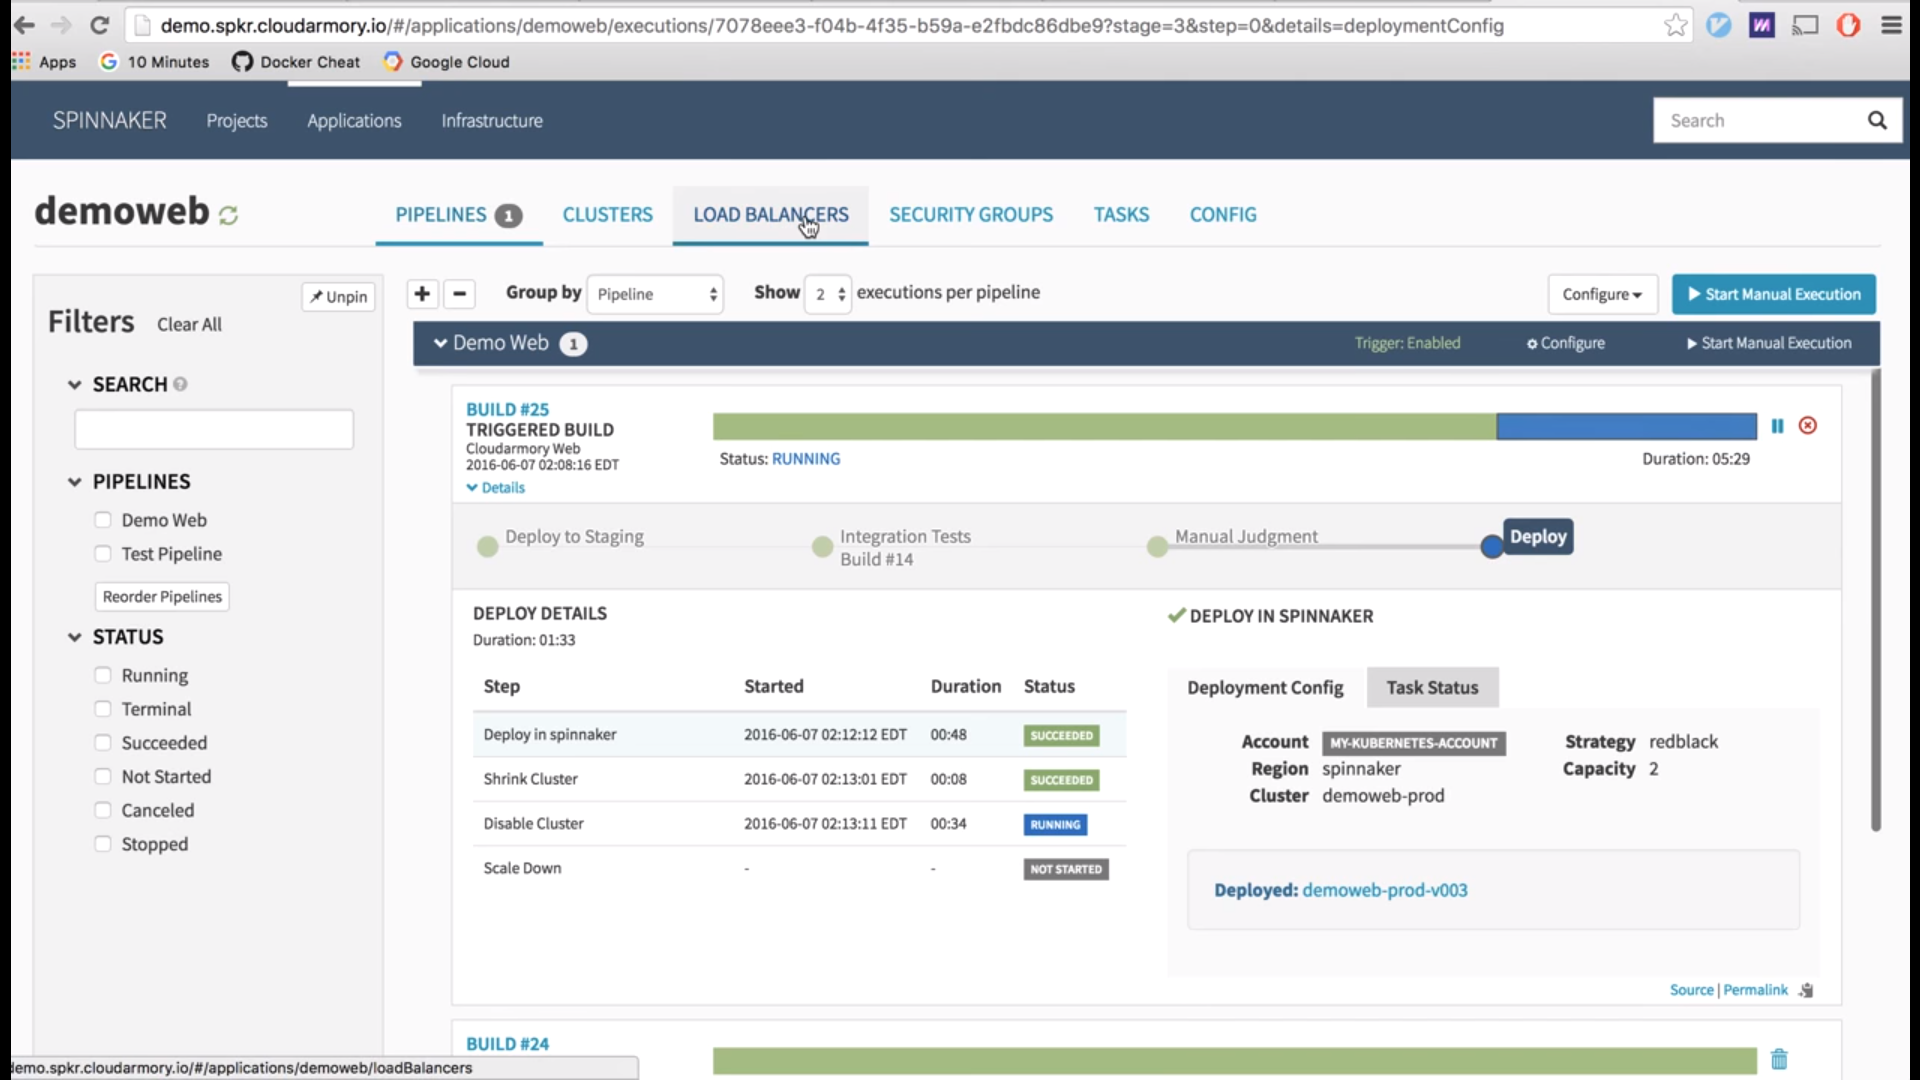 demo.spkr.cloudarmory.io/#/applications/demoweb/executions/7078eee3-f04b-4f35-b59a-e2fbdc86dbe9?stage=3&step=0&details=deploymentConfig
Apps 10 Minutes Docker Cheat Google Cloud
SPINNAKER Projects Applications Infrastructure Search
demoweb PIPELINES 1 CLUSTERS LOAD BALANCERS SECURITY GROUPS TASKS CONFIG
Unpin
Filters Clear All
SEARCH
PIPELINES
Demo Web
Test Pipeline
Reorder Pipelines
STATUS
Running
Terminal
Succeeded
Not Started
Canceled
Stopped
+ - Group by Pipeline Show 2 executions per pipeline Configure Start Manual Execution
Demo Web 1 Trigger: Enabled Configure Start Manual Execution
BUILD #25
TRIGGERED BUILD
Cloudarmory Web
2016-06-07 02:08:16 EDT
Details
Status: RUNNING Duration: 05:29
Deploy to Staging
Integration Tests
Build #14
Manual Judgment
Deploy
DEPLOY DETAILS
Duration: 01:33
Step Started Duration Status
Deploy in spinnaker 2016-06-07 02:12:12 EDT 00:48 SUCCEEDED
Shrink Cluster 2016-06-07 02:13:01 EDT 00:08 SUCCEEDED
Disable Cluster 2016-06-07 02:13:11 EDT 00:34 RUNNING
Scale Down - - NOT STARTED
DEPLOY IN SPINNAKER
Deployment Config Task Status
Account MY-KUBERNETES-ACCOUNT Strategy redblack
Region spinnaker Capacity 2
Cluster demoweb-prod
Deployed: demoweb-prod-v003
Source | Permalink
BUILD #24
demo.spkr.cloudarmory.io/#/applications/demoweb/loadBalancers